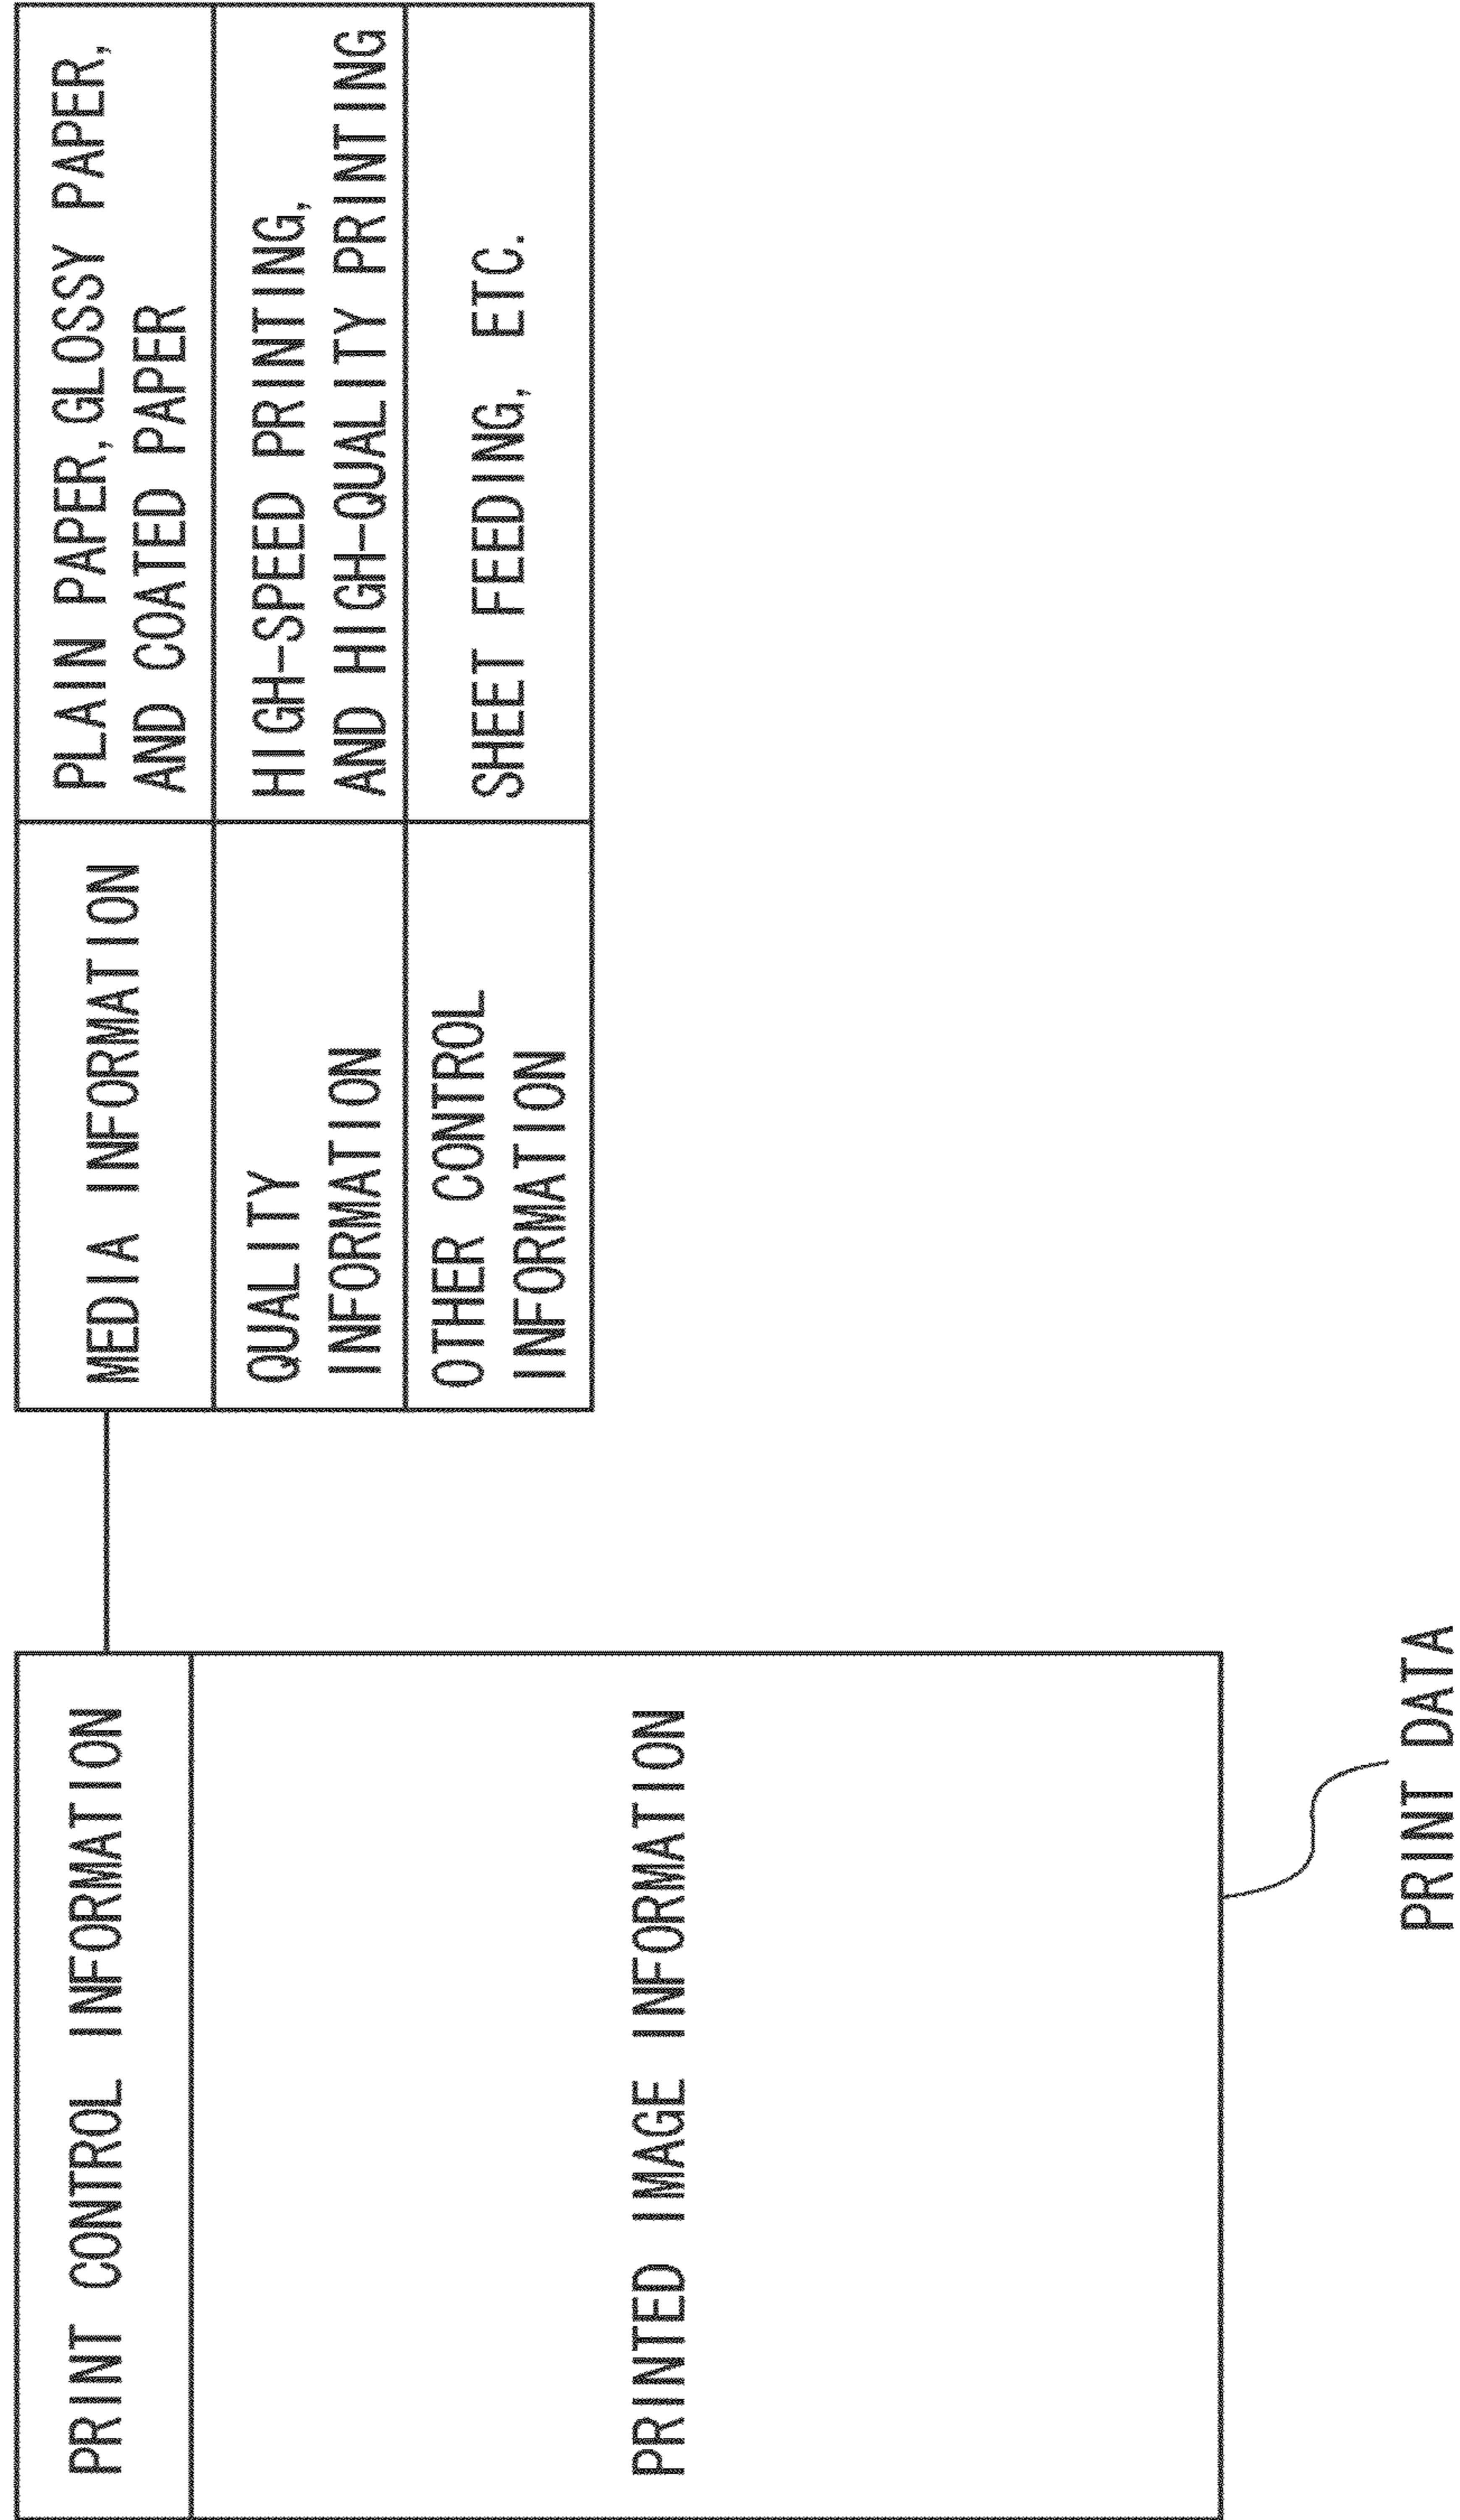 PRINT CONTROL INFORMATION
PRINTED IMAGE INFORMATION
PRINT DATA
MEDIA INFORMATION
PLAIN PAPER, GLOSSY PAPER,
AND COATED PAPER
QUALITY
INFORMATION
HIGH-SPEED PRINTING,
AND HIGH-QUALITY PRINTING
OTHER CONTROL
INFORMATION
SHEET FEEDING, ETC.